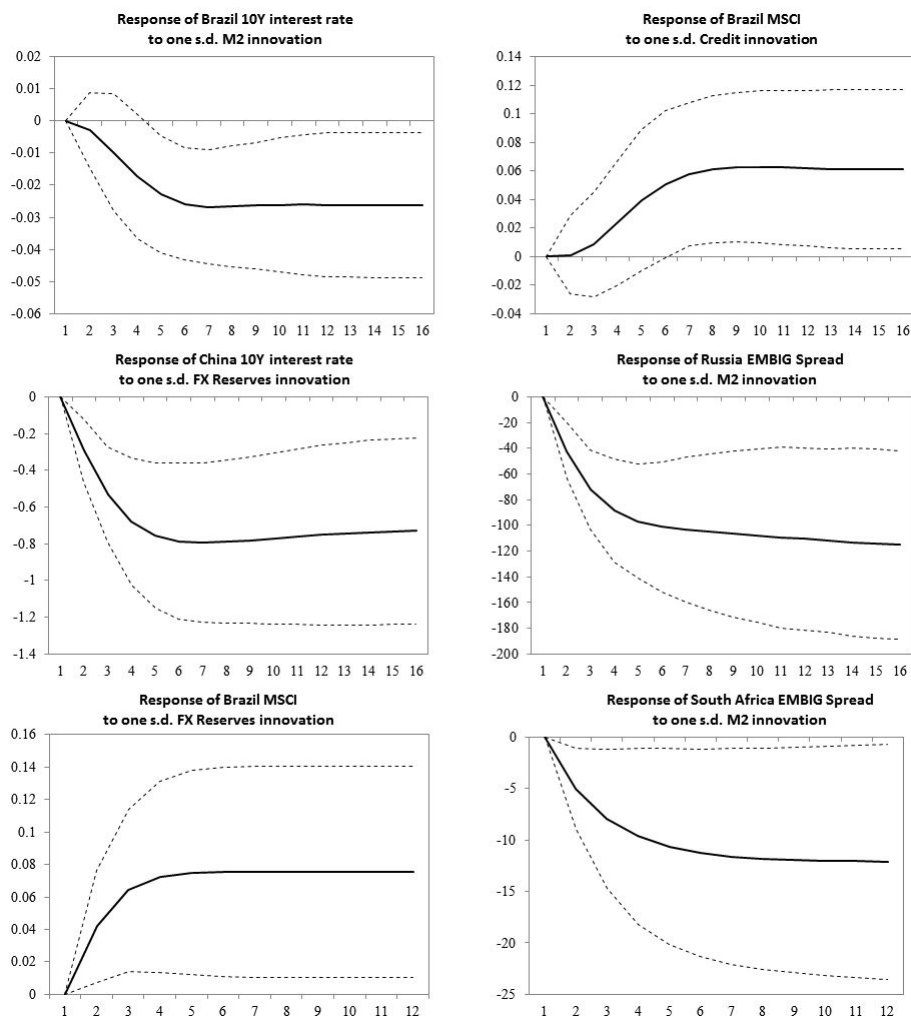 Response of Brazil 10Y interest rate
to one s.d. M2 innovation
0.02
0.01
0
-0.01
-0.02
-0.03
-0.04
-0.05
-0.06
1 2 3 4 5 6 7 8 9 10 11 12 13 14 15 16
Response of Brazil MSCI
to one s.d. Credit innovation
0.14
0.12
0.1
0.08
0.06
0.04
0.02
0
-0.02
-0.04
1 2 3 4 5 6 7 8 9 10 11 12 13 14 15 16
Response of China 10Y interest rate
to one s.d. FX Reserves innovation
0
-0.2
-0.4
-0.6
-0.8
-1
-1.2
-1.4
1 2 3 4 5 6 7 8 9 10 11 12 13 14 15 16
Response of Russia EMBIG Spread
to one s.d. M2 innovation
0
-20
-40
-60
-80
-100
-120
-140
-160
-180
-200
1 2 3 4 5 6 7 8 9 10 11 12 13 14 15 16
Response of Brazil MSCI
to one s.d. FX Reserves innovation
0.16
0.14
0.12
0.1
0.08
0.06
0.04
0.02
0
1 2 3 4 5 6 7 8 9 10 11 12
Response of South Africa EMBIG Spread
to one s.d. M2 innovation
0
-5
-10
-15
-20
-25
1 2 3 4 5 6 7 8 9 10 11 12